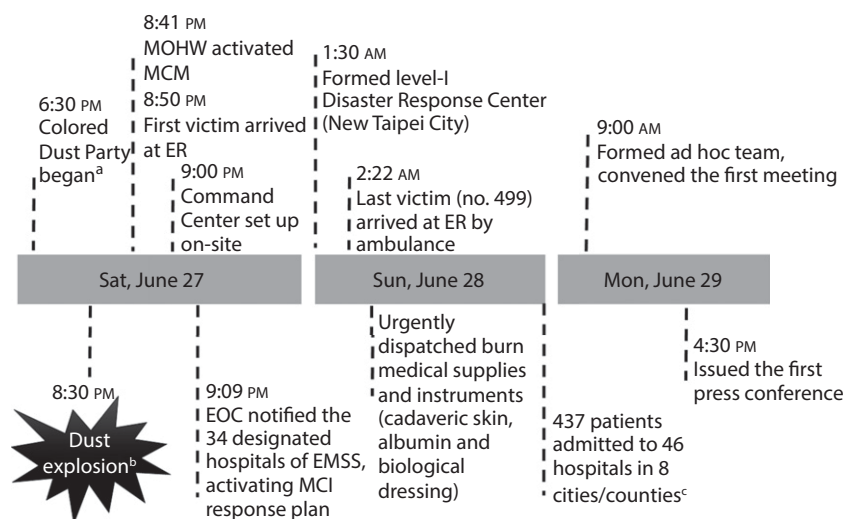 8:41 PM
MOHW activated
MCM
8:50 PM
First victim arrived
at ER
6:30 PM
Colored
Dust Party
beganᵃ
9:00 PM
Command
Center set up
on-site
1:30 AM
Formed level-I
Disaster Response Center
(New Taipei City)
2:22 AM
Last victim (no. 499)
arrived at ER by
ambulance
9:00 AM
Formed ad hoc team,
convened the first meeting
Sat, June 27
Sun, June 28
Mon, June 29
8:30 PM
Dust
explosionᵇ
9:09 PM
EOC notified the
34 designated
hospitals of EMSS,
activating MCI
response plan
Urgently
dispatched burn
medical supplies
and instruments
(cadaveric skin,
albumin and
biological
dressing)
437 patients
admitted to 46
hospitals in 8
cities/countiesᶜ
4:30 PM
Issued the first
press conference